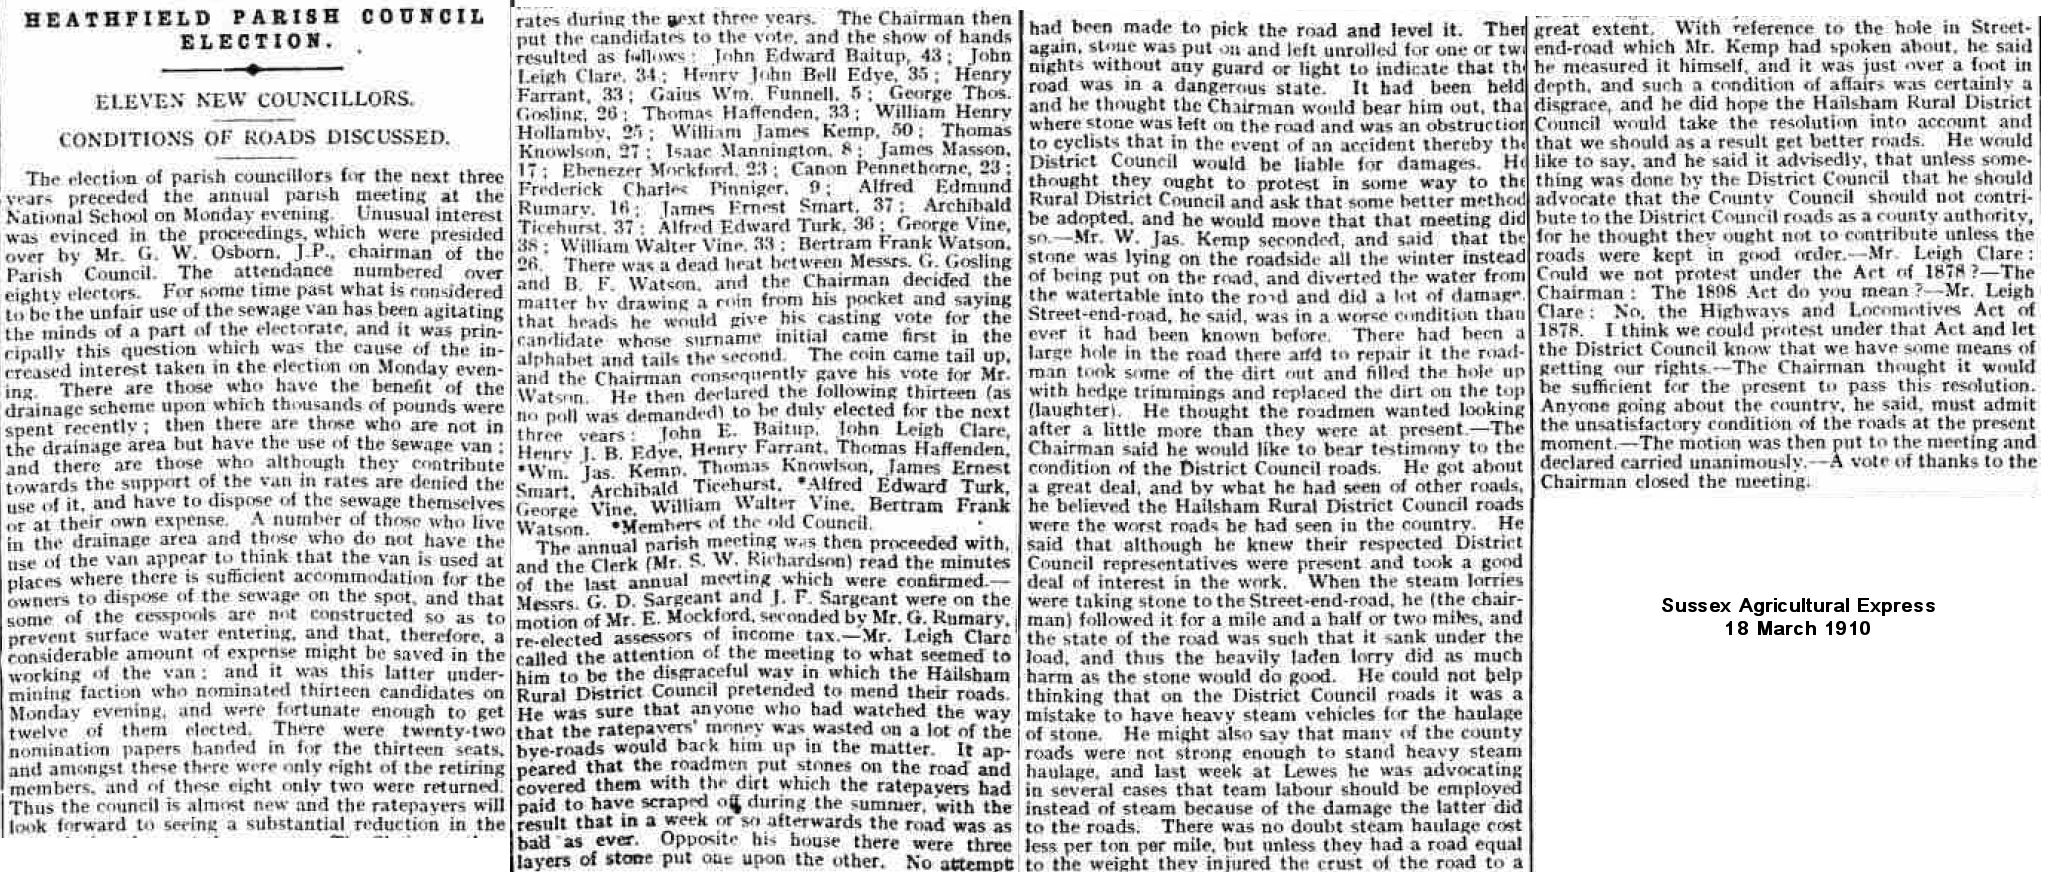 HEATHFIELD PARISH COUNCIL
ELECTION.
ELEVEN NEW COUNCILLORS.
CONDITIONS OF ROADS DISCUSSED.
The election of parish councillors for the next three
years preceded the annual parish meeting at the
National School on Monday evening. Unusual interest
was evinced in the proceedings, which were presided
over by Mr. G. W. Osborn, J.P., chairman of the
Parish Council. The attendance numbered over
eighty electors. For some time past what is considered
to be the unfair use of the sewage van has been agitating
the minds of a part of the electorate, and it was prin-
cipally this question which was the cause of the in-
creased interest taken in the election on Monday even-
ing. There are those who have the benefit of the
drainage scheme upon which thousands of pounds were
spent recently; then there are those who are not in
the drainage area but have the use of the sewage van;
and there are those who although they contribute
towards the support of the van in rates are denied the
use of it, and have to dispose of the sewage themselves
or at their own expense. A number of those who live
in the drainage area and those who do not have the
use of the van appear to think that the van is used at
places where there is sufficient accommodation for the
owners to dispose of the sewage on the spot, and that
some of the cesspools are not constructed so as to
prevent surface water entering, and that, therefore, a
considerable amount of expense might be saved in the
working of the van; and it was this latter under-
mining faction who nominated thirteen candidates on
Monday evening, and were fortunate enough to get
twelve of them elected. There were twenty-two
nomination papers handed in for the thirteen seats,
and amongst these there were only eight of the retiring
members, and of these eight only two were returned.
Thus the council is almost new and the ratepayers will
look forward to seeing a substantial reduction in the
rates during the next three years. The Chairman then
put the candidates to the vote, and the show of hands
resulted as follows: John Edward Baitup, 43; John
Leigh Clare, 34; Henry John Bell Edye, 35; Henry
Farrant, 33; Gaius Wm. Funnell, 5; George Thos.
Gosling, 26; Thomas Haffenden, 33; William Henry
Hollamby, 25; William James Kemp, 50; Thomas
Knowlson, 27; Isaac Mannington, 8; James Masson,
17; Ebenezer Mockford, 23; Canon Pennethorne, 23;
Frederick Charles Pinniger, 9; Alfred Edmund
Rumary, 16; James Ernest Smart, 37; Archibald
Ticehurst, 37; Alfred Edward Turk, 36; George Vine,
38; William Walter Vine, 33; Bertram Frank Watson,
26. There was a dead heat between Messrs. G. Gosling
and B. F. Watson, and the Chairman decided the
matter by drawing a coin from his pocket and saying
that heads he would give his casting vote for the
candidate whose surname initial came first in the
alphabet and tails the second. The coin came tail up,
and the Chairman consequently gave his vote for Mr.
Watson. He then declared the following thirteen (as
no poll was demanded) to be duly elected for the next
three years: John E. Baitup, John Leigh Clare,
Henry J. B. Edye, Henry Farrant, Thomas Haffenden,
*Wm. Jas. Kemp, Thomas Knowlson, James Ernest
Smart, Archibald Ticehurst, *Alfred Edward Turk,
George Vine, William Walter Vine, Bertram Frank
Watson. *Members of the old Council.
The annual parish meeting was then proceeded with,
and the Clerk (Mr. S. W. Richardson) read the minutes
of the last annual meeting which were confirmed.—
Messrs. G. D. Sargeant and J. F. Sargeant were on the
motion of Mr. E. Mockford, seconded by Mr. G. Rumary,
re-elected assessors of income tax.—Mr. Leigh Clare
called the attention of the meeting to what seemed to
him to be the disgraceful way in which the Hailsham
Rural District Council pretended to mend their roads.
He was sure that anyone who had watched the way
that the ratepayers' money was wasted on a lot of the
bye-roads would back him up in the matter. It ap-
peared that the roadmen put stones on the road and
covered them with the dirt which the ratepayers had
paid to have scraped off during the summer, with the
result that in a week or so afterwards the road was as
bad as ever. Opposite his house there were three
layers of stone put one upon the other. No attempt
had been made to pick the road and level it. Then
again, stone was put on and left unrolled for one or two
nights without any guard or light to indicate that the
road was in a dangerous state. It had been held
and he thought the Chairman would bear him out, that
where stone was left on the road and was an obstruction
to cyclists that in the event of an accident thereby the
District Council would be liable for damages. He
thought they ought to protest in some way to the
Rural District Council and ask that some better method
be adopted, and he would move that that meeting did
so.—Mr. W. Jas. Kemp seconded, and said that the
stone was lying on the roadside all the winter instead
of being put on the road, and diverted the water from
the watertable into the road and did a lot of damage.
Street-end-road, he said, was in a worse condition than
ever it had been known before. There had been a
large hole in the road there and to repair it the road-
man took some of the dirt out and filled the hole up
with hedge trimmings and replaced the dirt on the top
(laughter). He thought the roadmen wanted looking
after a little more than they were at present.—The
Chairman said he would like to bear testimony to the
condition of the District Council roads. He got about
a great deal, and by what he had seen of other roads,
he believed the Hailsham Rural District Council roads
were the worst roads he had seen in the country. He
said that although he knew their respected District
Council representatives were present and took a good
deal of interest in the work. When the steam lorries
were taking stone to the Street-end-road, he (the chair-
man) followed it for a mile and a half or two miles, and
the state of the road was such that it sank under the
load, and thus the heavily laden lorry did as much
harm as the stone would do good. He could not help
thinking that on the District Council roads it was a
mistake to have heavy steam vehicles for the haulage
of stone. He might also say that many of the county
roads were not strong enough to stand heavy steam
haulage, and last week at Lewes he was advocating
in several cases that team labour should be employed
instead of steam because of the damage the latter did
to the roads. There was no doubt steam haulage cost
less per ton per mile, but unless they had a road equal
to the weight they injured the crust of the road to a
great extent. With reference to the hole in Street-
end-road which Mr. Kemp had spoken about, he said
he measured it himself, and it was just over a foot in
depth, and such a condition of affairs was certainly a
disgrace, and he did hope the Hailsham Rural District
Council would take the resolution into account and
that we should as a result get better roads. He would
like to say, and he said it advisedly, that unless some-
thing was done by the District Council that he should
advocate that the County Council should not contri-
bute to the District Council roads as a county authority,
for he thought they ought not to contribute unless the
roads were kept in good order.—Mr. Leigh Clare:
Could we not protest under the Act of 1878?—The
Chairman: The 1898 Act do you mean?—Mr. Leigh
Clare: No, the Highways and Locomotives Act of
1878. I think we could protest under that Act and let
the District Council know that we have some means of
getting our rights.—The Chairman thought it would
be sufficient for the present to pass this resolution.
Anyone going about the country, he said, must admit
the unsatisfactory condition of the roads at the present
moment.—The motion was then put to the meeting and
declared carried unanimously.—A vote of thanks to the
Chairman closed the meeting.
Sussex Agricultural Express
18 March 1910